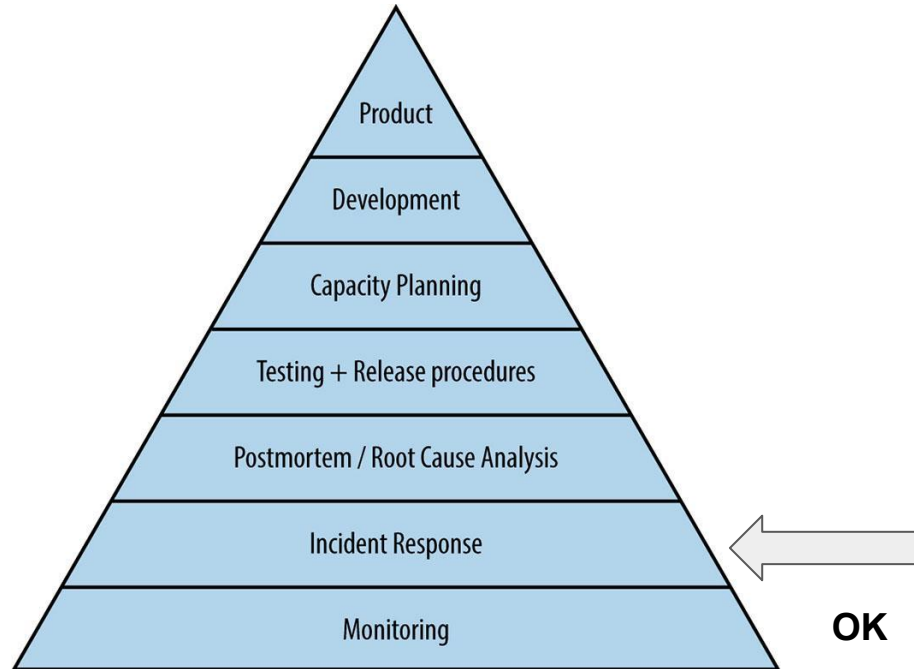 Product
Development
Capacity Planning
Testing + Release procedures
Postmortem / Root Cause Analysis
Incident Response
Monitoring
OK